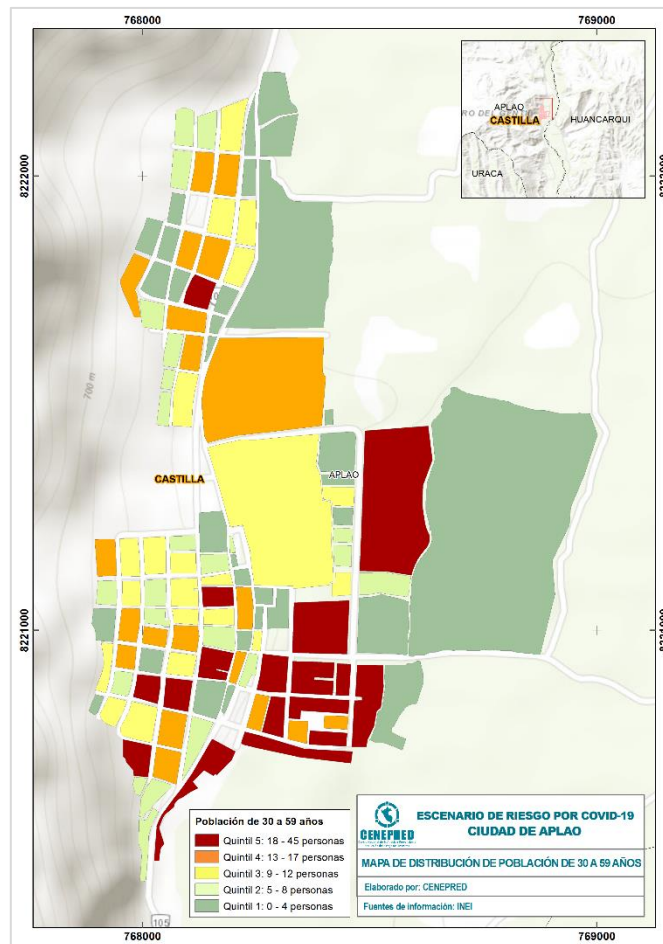 768000
769000
8222000
8222000
APLAO
CASTILLA
HUANCARQUI
URACA
700 m
CASTILLA
APLAO
8221000
Población de 30 a 59 años
Quintil 5: 18 - 45 personas
Quintil 4: 13 - 17 personas
Quintil 3: 9 - 12 personas
Quintil 2: 5 - 8 personas
Quintil 1: 0 - 4 personas
CENEPRED
ESCENARIO DE RIESGO POR COVID-19
CIUDAD DE APLAO
MAPA DE DISTRIBUCIÓN DE POBLACIÓN DE 30 A 59 AÑOS
Elaborado por: CENEPRED
Fuentes de información: INEI
105
768000
769000